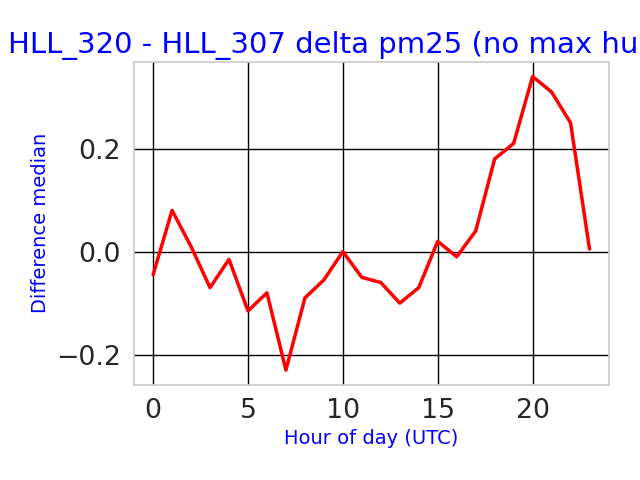 HLL_320 - HLL_307 delta pm25 (no max hu
Difference median
0.2
0.0
−0.2
0 5 10 15 20
Hour of day (UTC)